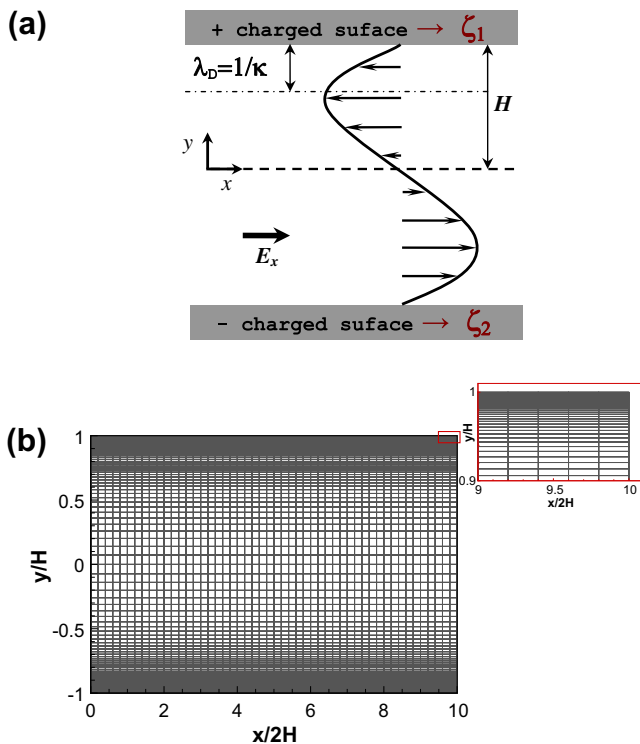 (a)
+ charged suface → ζ1
λD=1/κ
H
y
x
Ex
- charged suface → ζ2
(b)
1
0.5
0
-0.5
-1
y/H
0 2 4 6 8 10
x/2H
1
0.9
y/H
9 9.5 10
x/2H